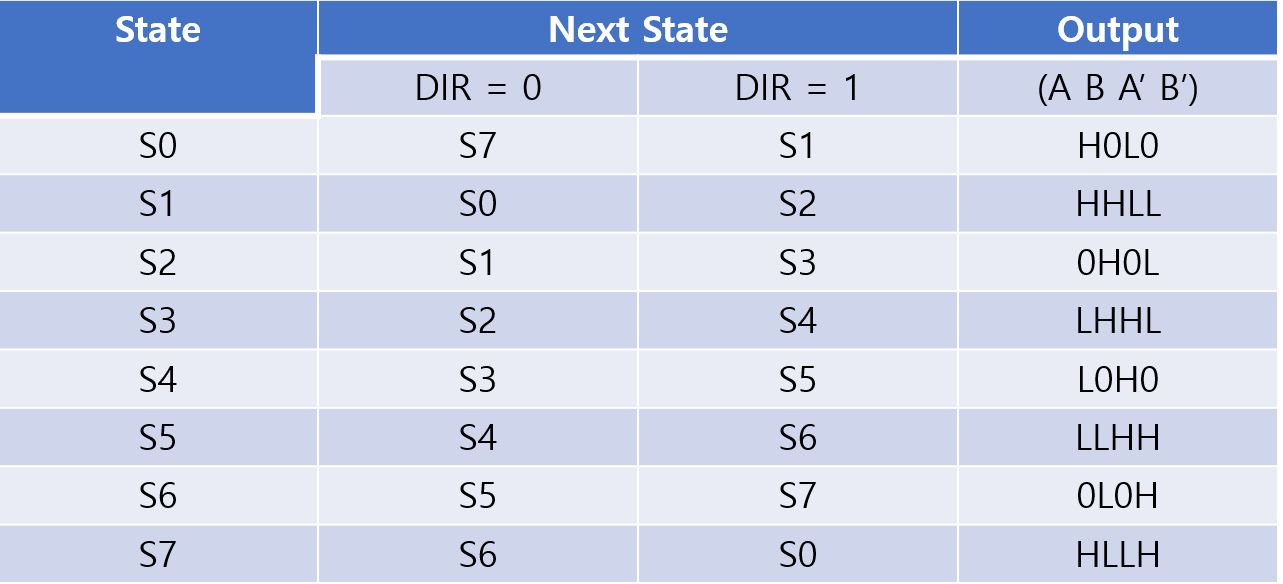 State Next State Output
DIR = 0 DIR = 1 (A B A’ B’)
S0 S7 S1 H0L0
S1 S0 S2 HHLL
S2 S1 S3 0H0L
S3 S2 S4 LHHL
S4 S3 S5 L0H0
S5 S4 S6 LLHH
S6 S5 S7 0L0H
S7 S6 S0 HLLH